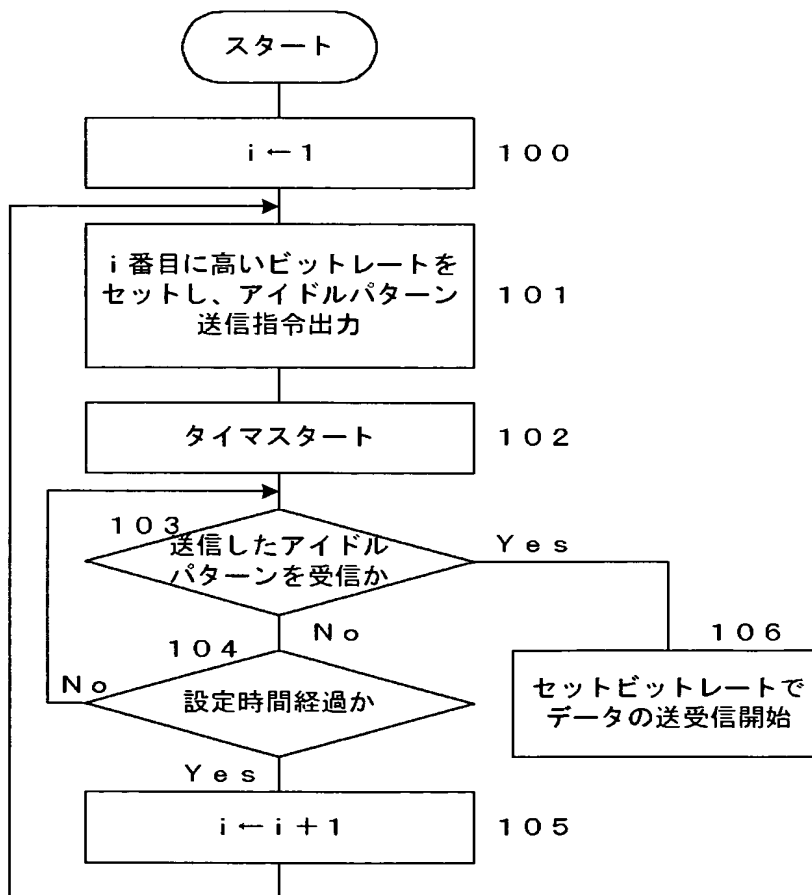 スタート
i←1
１００
i番目に高いビットレートを
セットし、アイドルパターン
送信指令出力
１０１
タイマスタート
１０２
１０３
送信したアイドル
パターンを受信か
Ｙｅｓ
Ｎｏ
１０４
１０６
Ｎｏ
設定時間経過か
セットビットレートで
データの送受信開始
Ｙｅｓ
i←i＋1
１０５